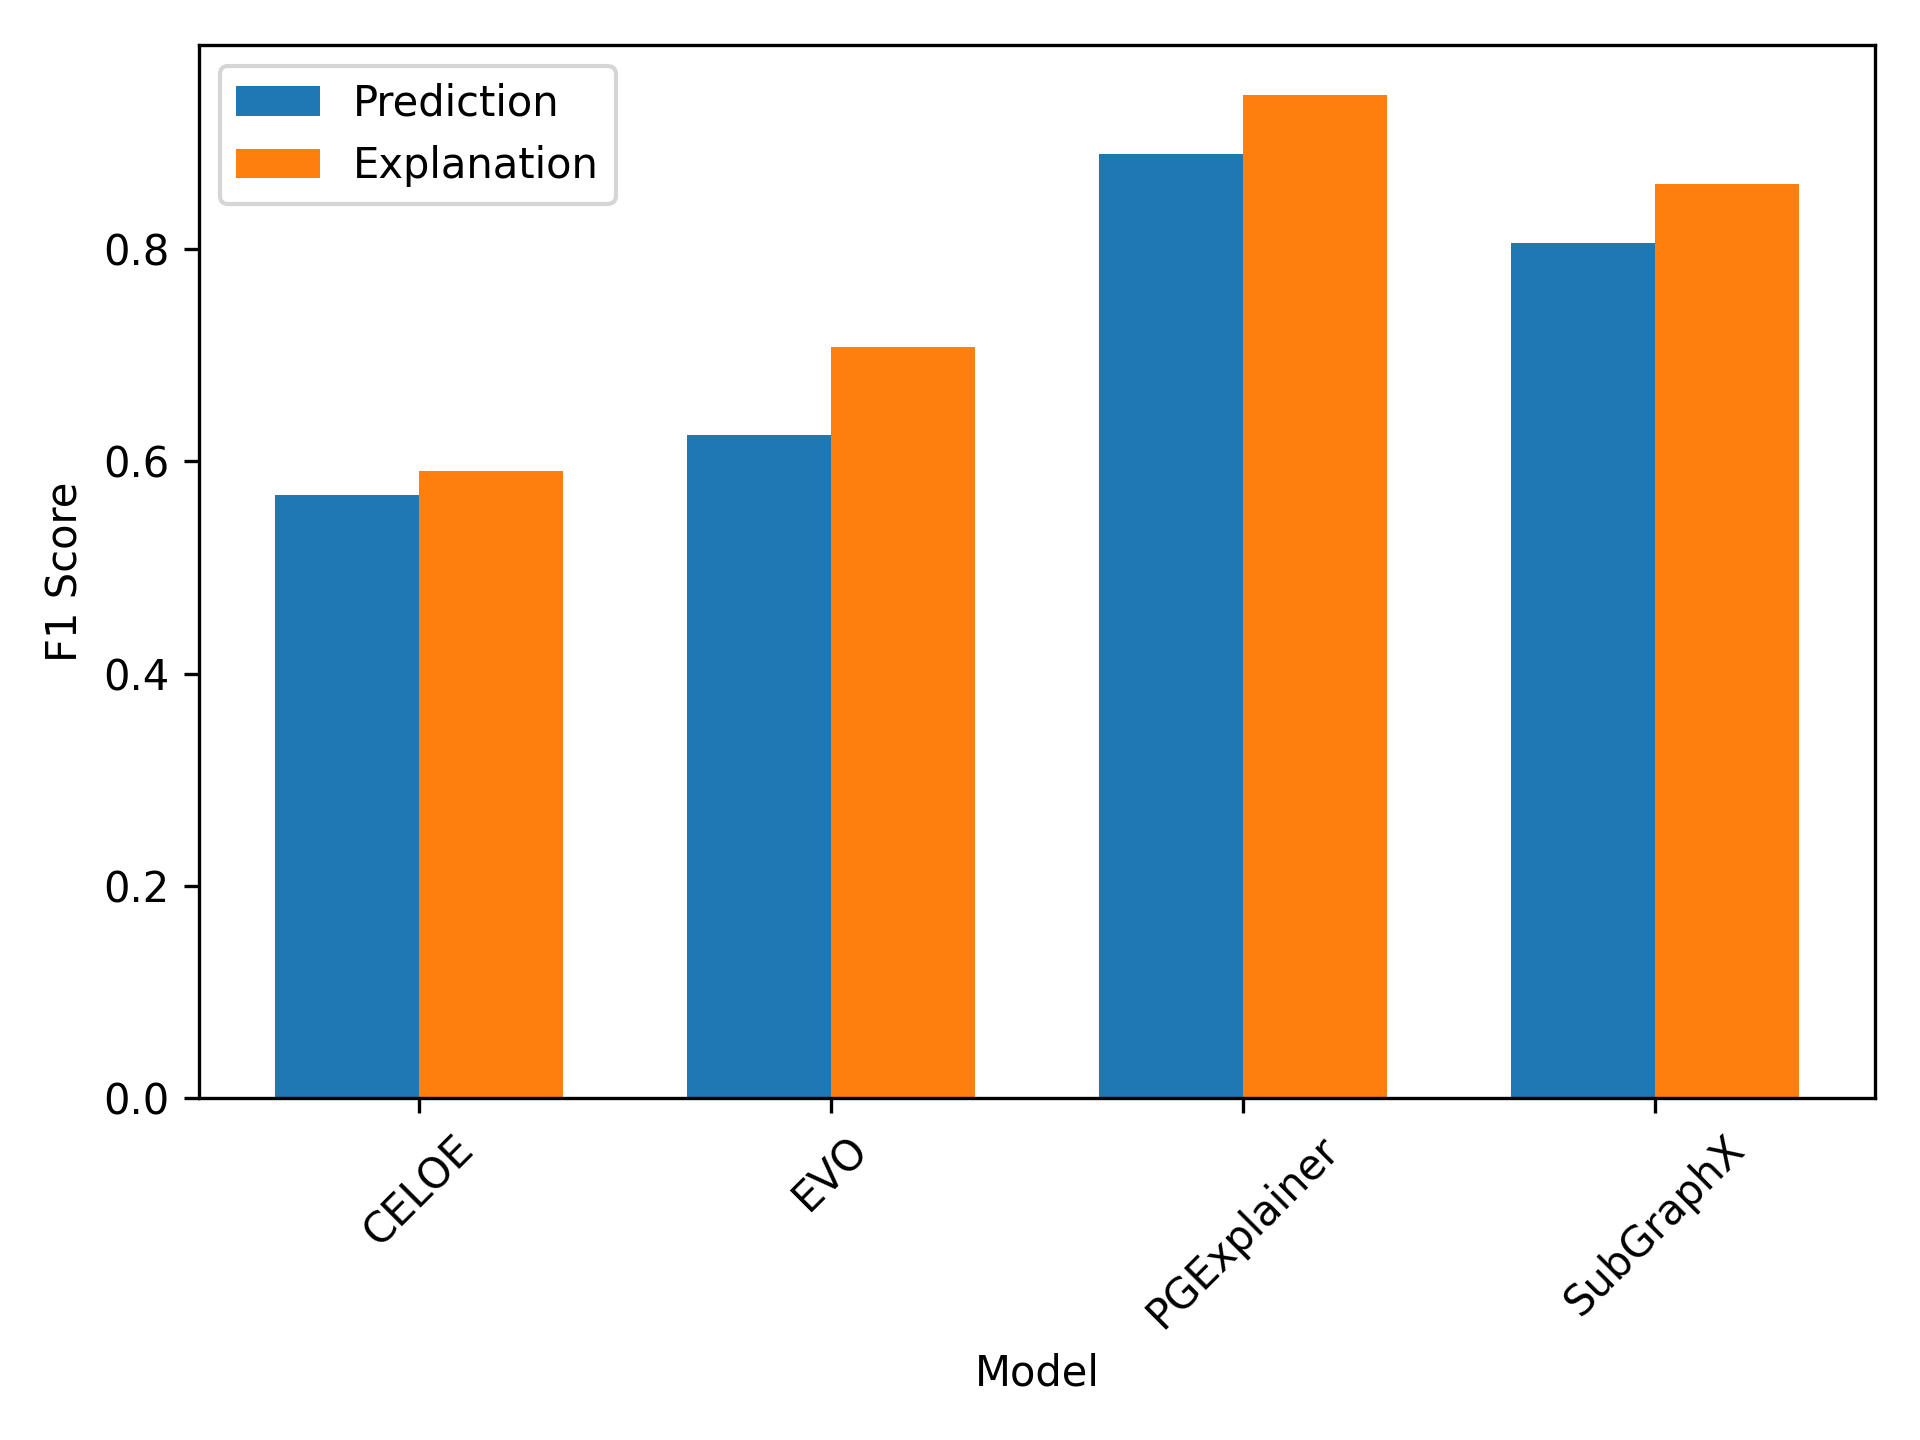 Prediction
Explanation
0.8
0.6
0.4
0.2
0.0
F1 Score
CELOE
EVO
PGExplainer
SubGraphX
Model